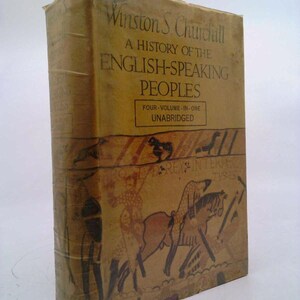 Winston S. Churchill
A HISTORY OF THE
ENGLISH-SPEAKING
PEOPLES
FOUR-VOLUME-IN-ONE
UNABRIDGED